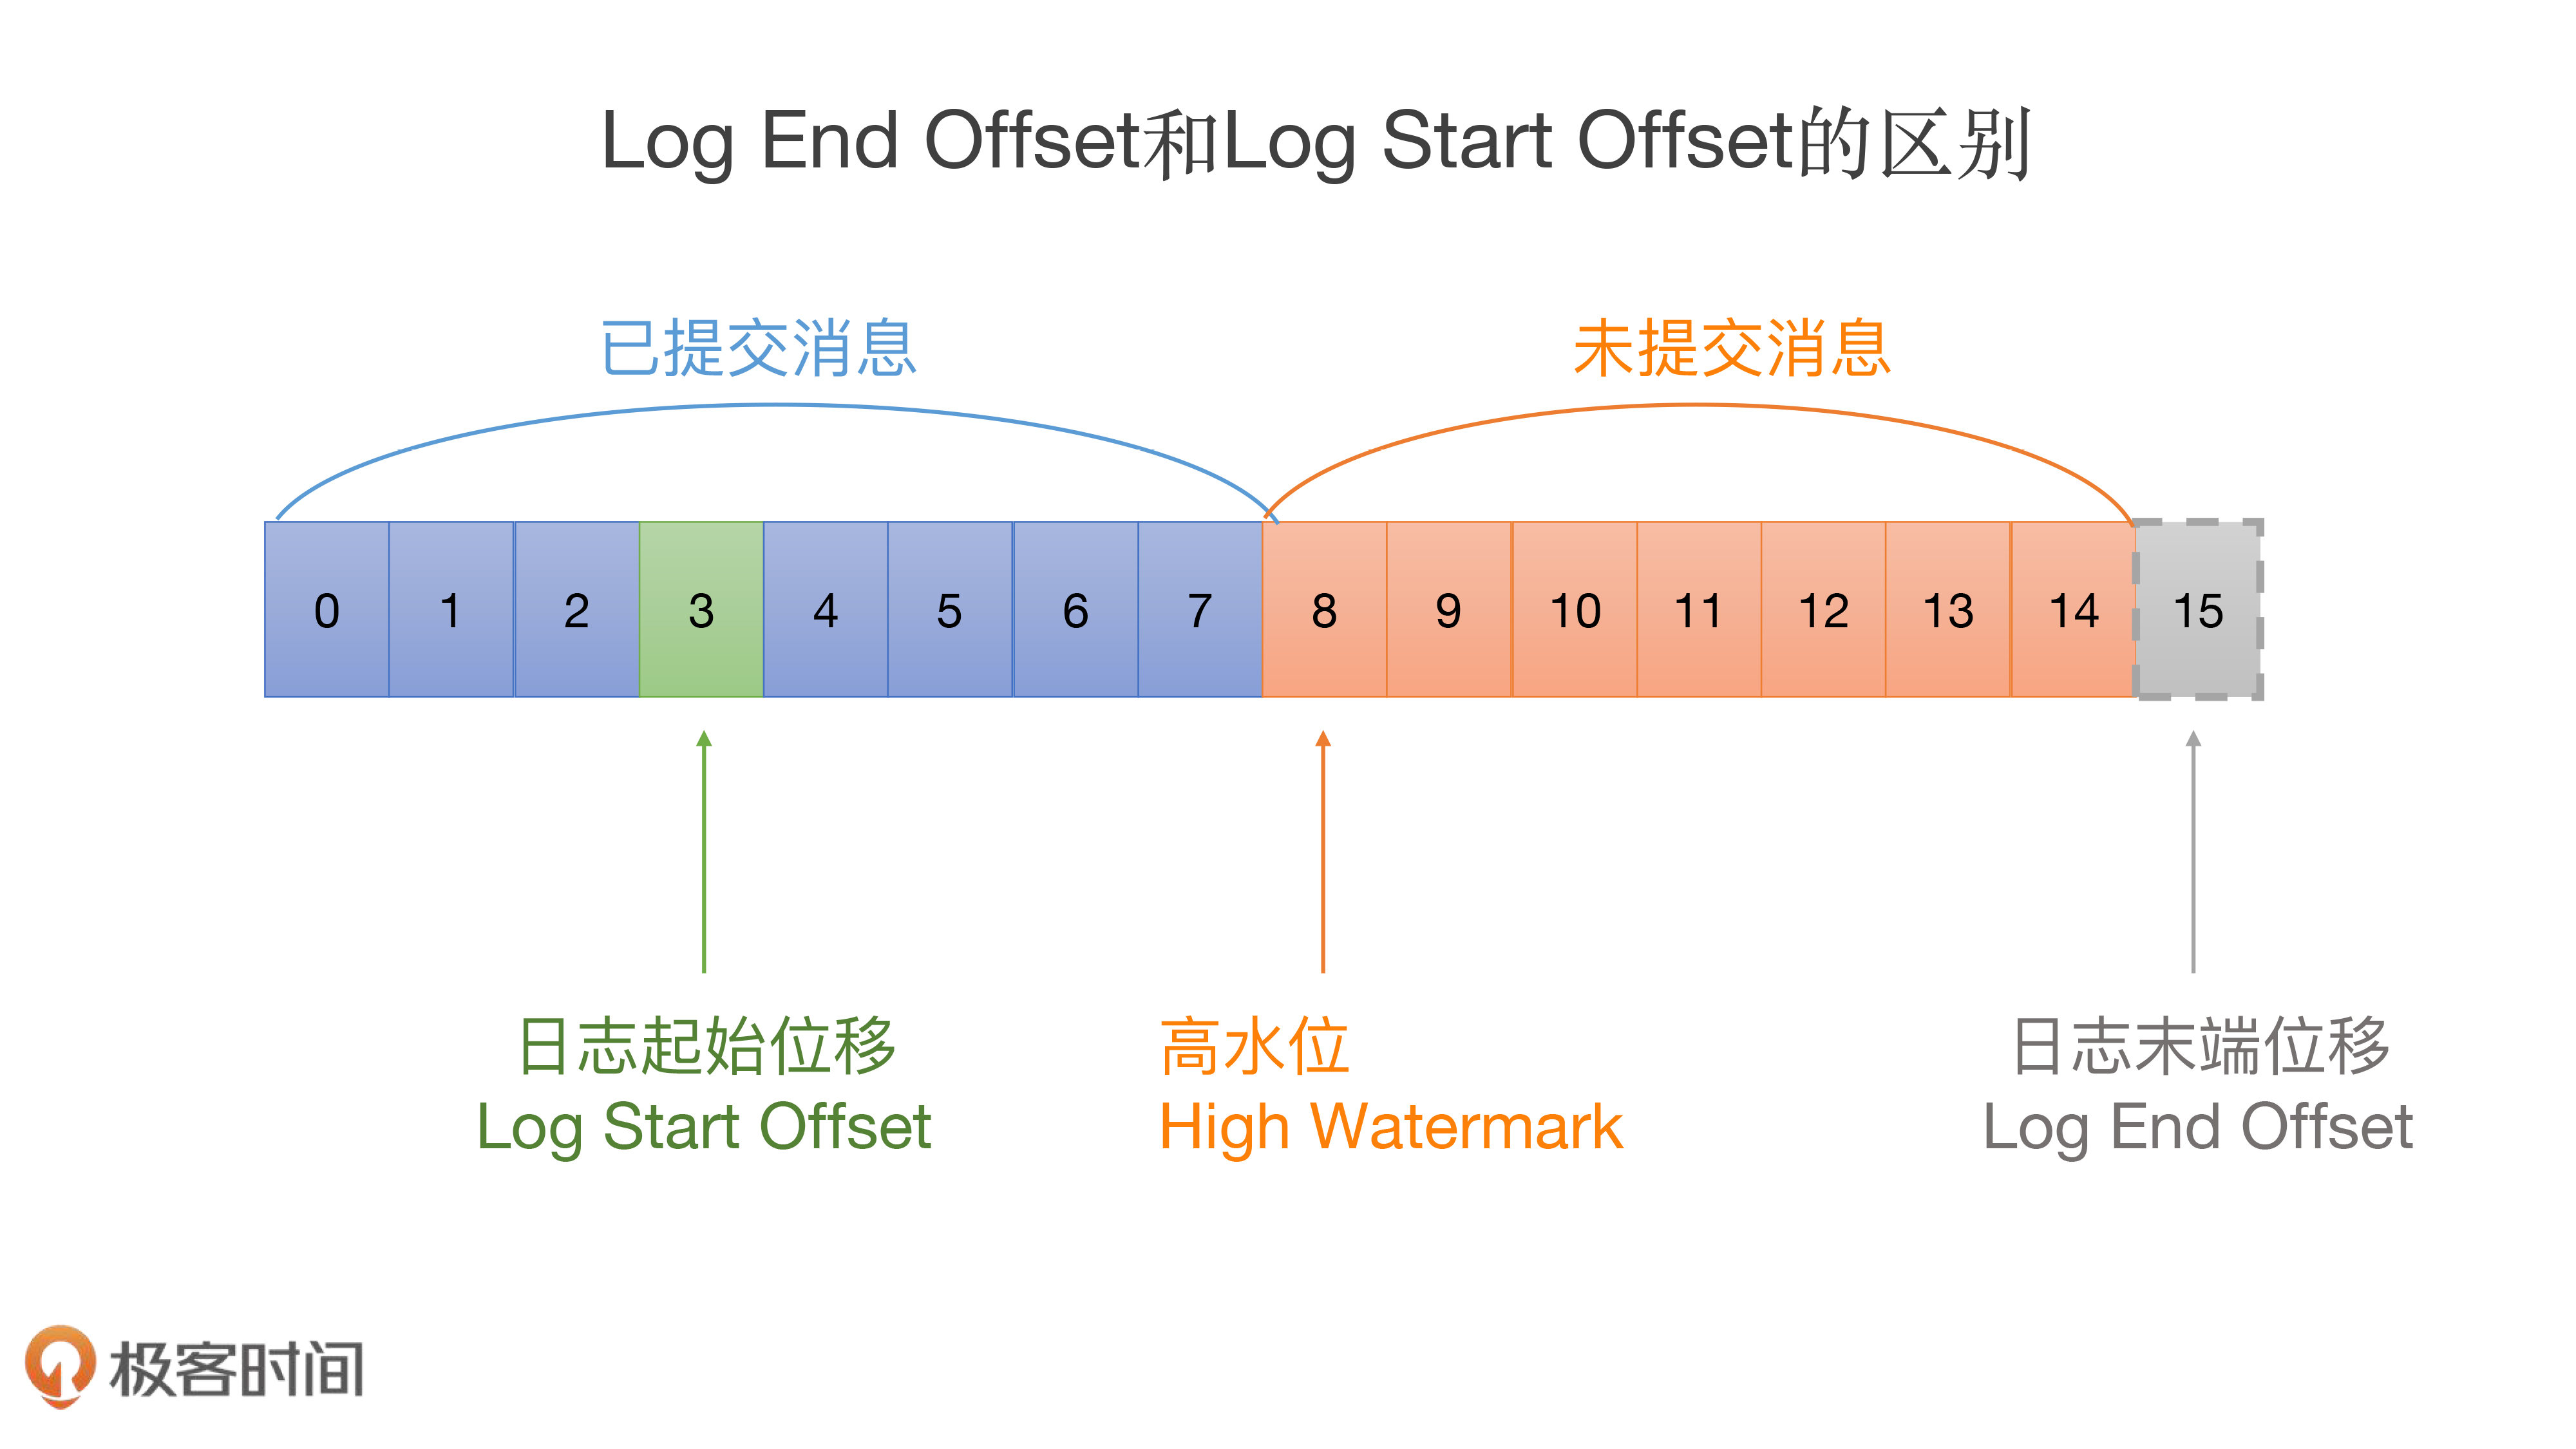 Log End Offset和Log Start Offset的区别
已提交消息 未提交消息
0 1 2 3 4 5 6 7 8 9 10 11 12 13 14 15
日志起始位移 高水位 日志末端位移
Log Start Offset High Watermark Log End Offset
极客时间